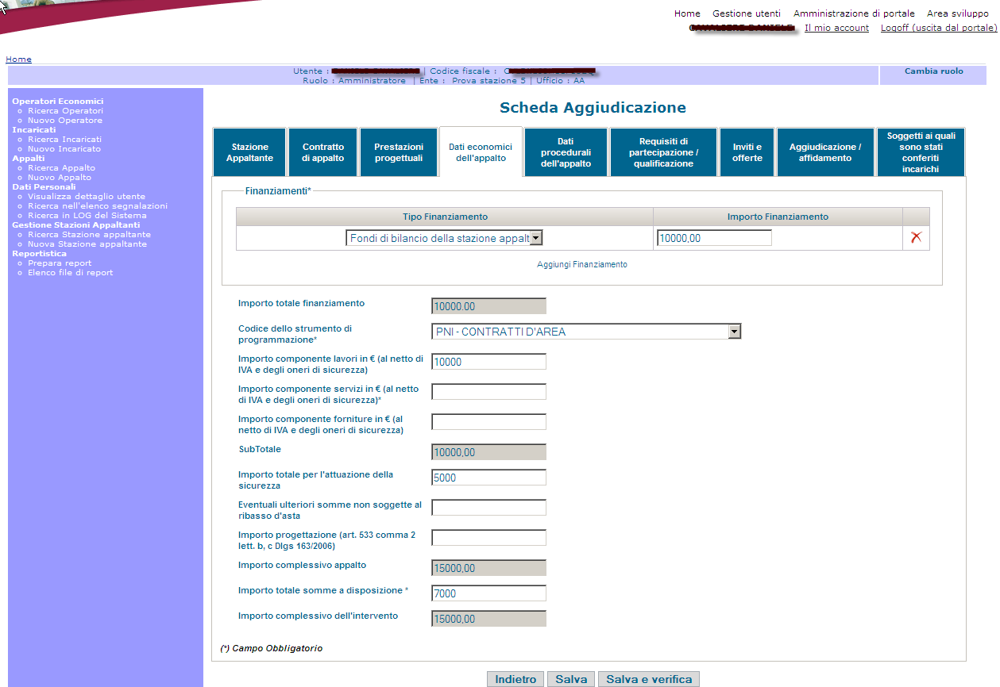 Home Gestione utenti Amministrazione di portale Area sviluppo
Il mio account Logoff (uscita dal portale)
Home
Utente : | Codice fiscale :
Ruolo : Amministratore | Ente : Prova stazione 5 | Ufficio : AA
Cambia ruolo
Operatori Economici
Ricerca Operatori
Nuovo Operatore
Incaricati
Ricerca Incaricati
Nuovo Incaricato
Appalti
Ricerca Appalto
Nuovo Appalto
Dati Personali
Visualizza dettaglio utente
Ricerca nell'elenco segnalazioni
Ricerca in LOG del Sistema
Gestione Stazioni Appaltanti
Ricerca Stazione appaltante
Nuova Stazione appaltante
Reportistica
Prepara report
Elenco file di report
Scheda Aggiudicazione
Stazione
Appaltante
Contratto
di appalto
Prestazioni
progettuali
Dati economici
dell'appalto
Dati
procedurali
dell'appalto
Requisiti di
partecipazione /
qualificazione
Inviti e
offerte
Aggiudicazione /
affidamento
Soggetti ai quali
sono stati
conferiti
incarichi
Finanziamenti*
Tipo Finanziamento Importo Finanziamento
Fondi di bilancio della stazione appalt 10000,00
Aggiungi Finanziamento
Importo totale finanziamento 10000.00
Codice dello strumento di
programmazione*
PNI - CONTRATTI D'AREA
Importo componente lavori in € (al netto di
IVA e degli oneri di sicurezza)
10000
Importo componente servizi in € (al netto
di IVA e degli oneri di sicurezza)*
Importo componente forniture in € (al
netto di IVA e degli oneri di sicurezza)
SubTotale 10000,00
Importo totale per l'attuazione della
sicurezza
5000
Eventuali ulteriori somme non soggette al
ribasso d'asta
Importo progettazione (art. 533 comma 2
lett. b, c Dlgs 163/2006)
Importo complessivo appalto 15000,00
Importo totale somme a disposizione * 7000
Importo complessivo dell'intervento 15000,00
(*) Campo Obbligatorio
Indietro Salva Salva e verifica